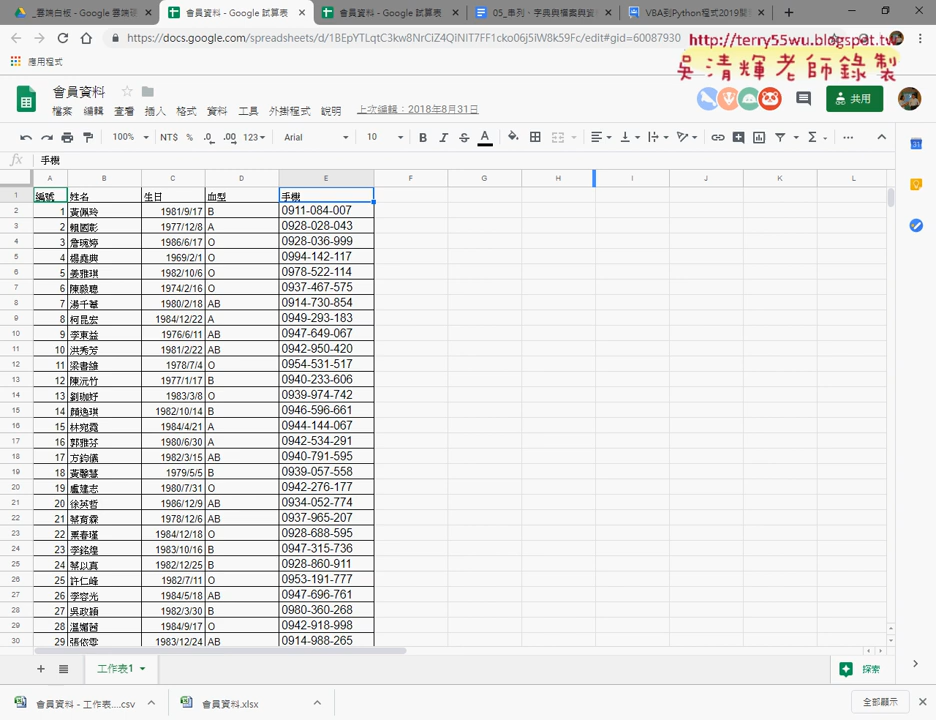 _雲端白板 - Google 雲端硬
會員資料 - Google 試算表
會員資料 - Google 試算表
05_串列、字典與檔案與資
VBA到Python程式2019開
https://docs.google.com/spreadsheets/d/1BEpYTLqtC3kw8NrCiZ4QiNIT7FF1cko06j5iW8k59Fc/edit#gid=60087930
http://terry55wu.blogspot.tw
吳清輝老師錄製
應用程式
會員資料
檔案 編輯 查看 插入 格式 資料 工具 外掛程式 說明 上次編輯：2018年8月31日
共用
100% NT$ % .0 .00 123 Arial 10
fx 手機
A B C D E F G H I J K L
1 編號 姓名 生日 血型 手機
2 1 黃佩玲 1981/9/17 B 0911-084-007
3 2 賴國彰 1977/12/8 A 0928-028-043
4 3 詹琬婷 1986/6/17 O 0928-036-999
5 4 楊嘉興 1969/2/1 O 0994-142-117
6 5 姜雅琪 1982/10/6 O 0978-522-114
7 6 陳毅聰 1974/2/16 O 0937-467-575
8 7 湯千蕙 1980/2/18 AB 0914-730-854
9 8 柯昆宏 1984/12/22 A 0949-293-183
10 9 李東益 1976/6/11 AB 0947-649-067
11 10 洪秀芳 1981/2/22 AB 0942-950-420
12 11 梁書維 1978/7/4 O 0954-531-517
13 12 陳沅竹 1977/1/17 B 0940-233-606
14 13 劉珈妤 1983/3/8 O 0939-974-742
15 14 顏逸琪 1982/10/14 B 0946-596-661
16 15 林宛霓 1984/4/21 A 0944-144-067
17 16 郭雅芬 1980/6/30 A 0942-534-291
18 17 方鈞儀 1982/3/15 AB 0940-791-595
19 18 黃馨慧 1979/5/5 B 0939-057-558
20 19 盧建志 1980/7/31 O 0942-276-177
21 20 徐英哲 1986/12/9 AB 0934-052-774
22 21 蔡育霖 1978/12/6 AB 0937-965-207
23 22 粟春瑾 1984/12/18 O 0928-688-595
24 23 李銘煌 1983/10/16 B 0947-315-736
25 24 蔡以真 1982/12/25 B 0928-860-911
26 25 許仁峰 1982/7/11 O 0953-191-777
27 26 李容光 1984/5/18 AB 0947-696-761
28 27 吳政穎 1982/3/30 B 0980-360-268
29 28 溫媚茜 1984/9/17 O 0942-918-998
30 29 張依雯 1983/12/24 AB 0914-988-265
工作表1
探索
會員資料 - 工作表....csv
會員資料.xlsx
全部顯示